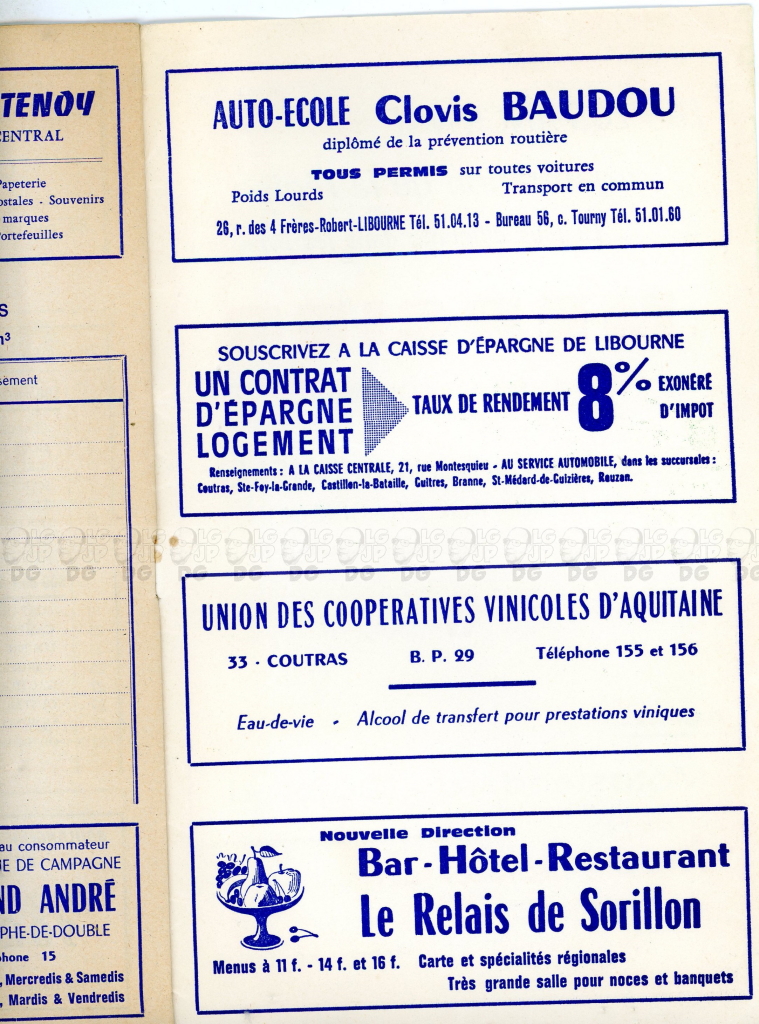 TENOY
CENTRAL
Papeterie
Souvenirs
marques
Portefeuilles
S
m³
au consommateur
DE CAMPAGNE
ANDRÉ
PHE-DE-DOUBLE
phone 15
, Mercredis & Samedis
, Mardis & Vendredis
AUTO-ECOLE Clovis BAUDOU
diplômé de la prévention routière
TOUS PERMIS sur toutes voitures
Poids Lourds Transport en commun
26, r. des 4 Frères-Robert-LIBOURNE Tél. 51.04.13 - Bureau 56, c. Tourny Tél. 51.01.60
SOUSCRIVEZ A LA CAISSE D'ÉPARGNE DE LIBOURNE
UN CONTRAT
D'ÉPARGNE
LOGEMENT
TAUX DE RENDEMENT 8%
EXONÉRÉ
D'IMPOT
Renseignements : A LA CAISSE CENTRALE, 21, rue Montesquieu - AU SERVICE AUTOMOBILE, dans les succursales :
Coutras, Ste-Foy-la-Grande, Castillon-la-Bataille, Guitres, Branne, St-Médard-de-Guizières, Rauzan.
UNION DES COOPERATIVES VINICOLES D'AQUITAINE
33 - COUTRAS B. P. 29 Téléphone 155 et 156
Eau-de-vie - Alcool de transfert pour prestations viniques
Nouvelle Direction
Bar-Hôtel-Restaurant
Le Relais de Sorillon
Menus à 11 f. - 14 f. et 16 f. Carte et spécialités régionales
Très grande salle pour noces et banquets